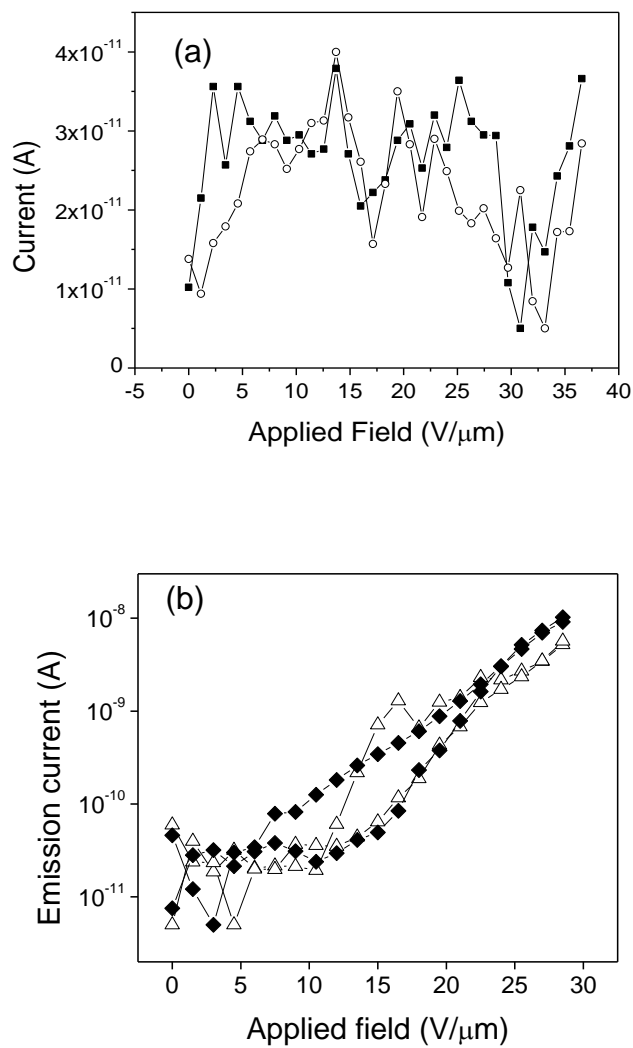 (a)
4x10⁻¹¹
3x10⁻¹¹
2x10⁻¹¹
1x10⁻¹¹
0
Current (A)
-5 0 5 10 15 20 25 30 35 40
Applied Field (V/μm)
(b)
10⁻⁸
10⁻⁹
10⁻¹⁰
10⁻¹¹
Emission current (A)
0 5 10 15 20 25 30
Applied field (V/μm)